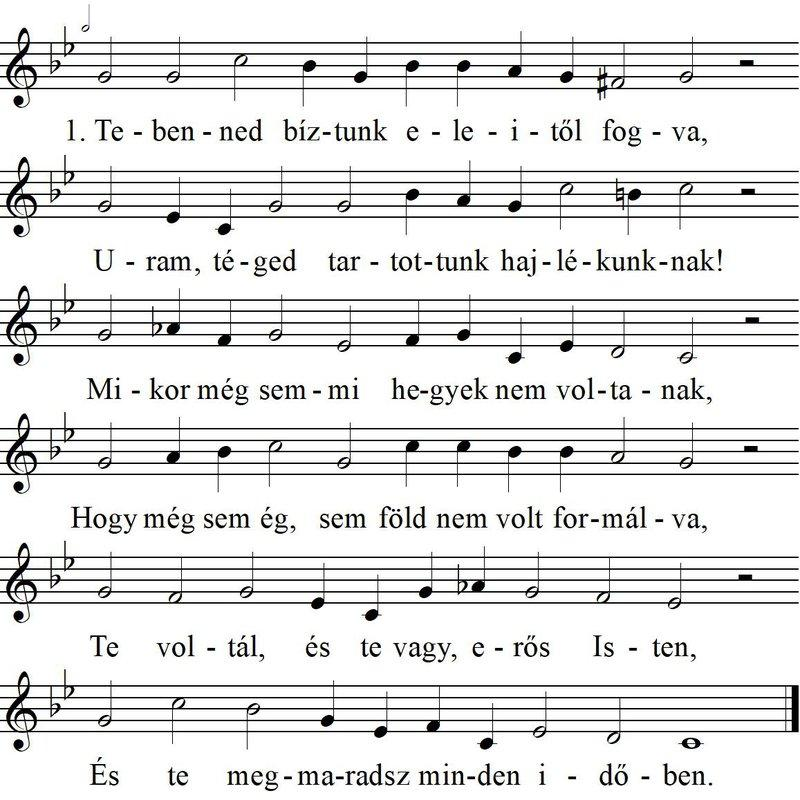 1. Te - ben - ned bíz-tunk e - le - i - től fog - va,
U - ram, té - ged tar - tot-tunk haj - lé - kunk-nak!
Mi - kor még sem - mi he-gyek nem vol-ta - nak,
Hogy még sem ég, sem föld nem volt for-mál - va,
Te vol - tál, és te vagy, e - rős Is - ten,
És te meg-ma-radsz min-den i - dő - ben.